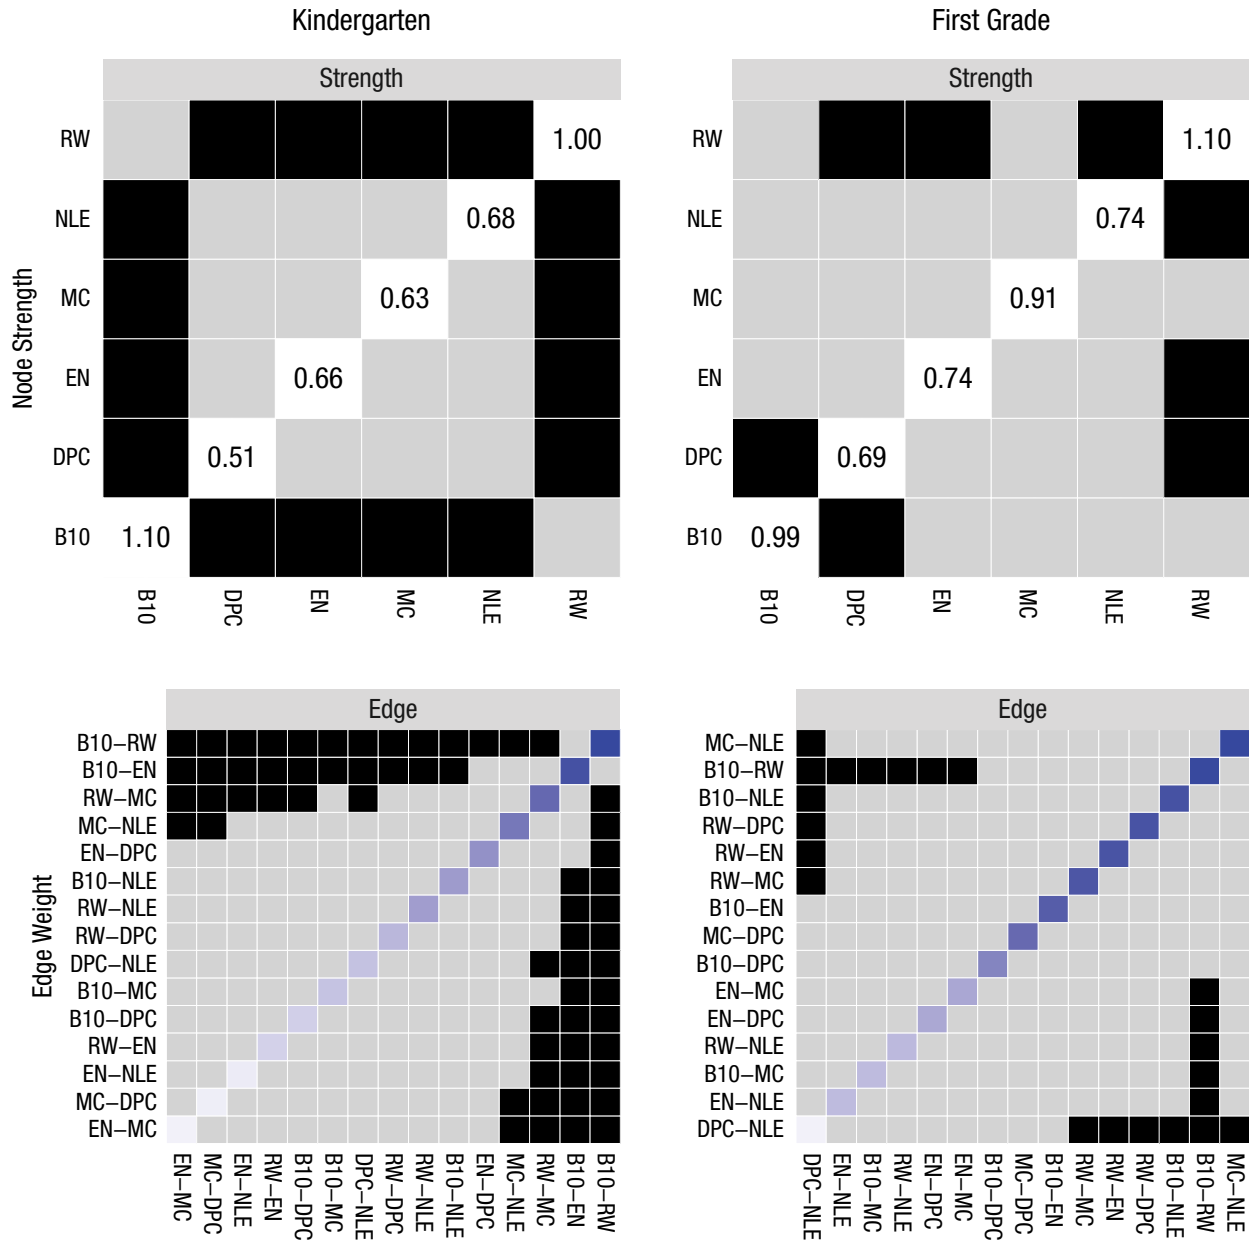 Kindergarten
First Grade
Strength
Strength
Node Strength
RW
1.00
NLE
0.68
MC
0.63
EN
0.66
DPC
0.51
B10
1.10
B10
DPC
EN
MC
NLE
RW
RW
1.10
NLE
0.74
MC
0.91
EN
0.74
DPC
0.69
B10
0.99
B10
DPC
EN
MC
NLE
RW
Edge
Edge Weight
B10–RW
B10–EN
RW–MC
MC–NLE
EN–DPC
B10–NLE
RW–NLE
RW–DPC
DPC–NLE
B10–MC
B10–DPC
RW–EN
EN–NLE
MC–DPC
EN–MC
EN–MC
MC–DPC
EN–NLE
RW–EN
B10–DPC
B10–MC
DPC–NLE
RW–DPC
RW–NLE
B10–NLE
EN–DPC
MC–NLE
RW–MC
B10–EN
B10–RW
Edge
MC–NLE
B10–RW
B10–NLE
RW–DPC
RW–EN
RW–MC
B10–EN
MC–DPC
B10–DPC
EN–MC
EN–DPC
RW–NLE
B10–MC
EN–NLE
DPC–NLE
DPC–NLE
EN–NLE
B10–MC
RW–NLE
EN–DPC
EN–MC
B10–DPC
MC–DPC
B10–EN
RW–MC
RW–EN
RW–DPC
B10–NLE
B10–RW
MC–NLE